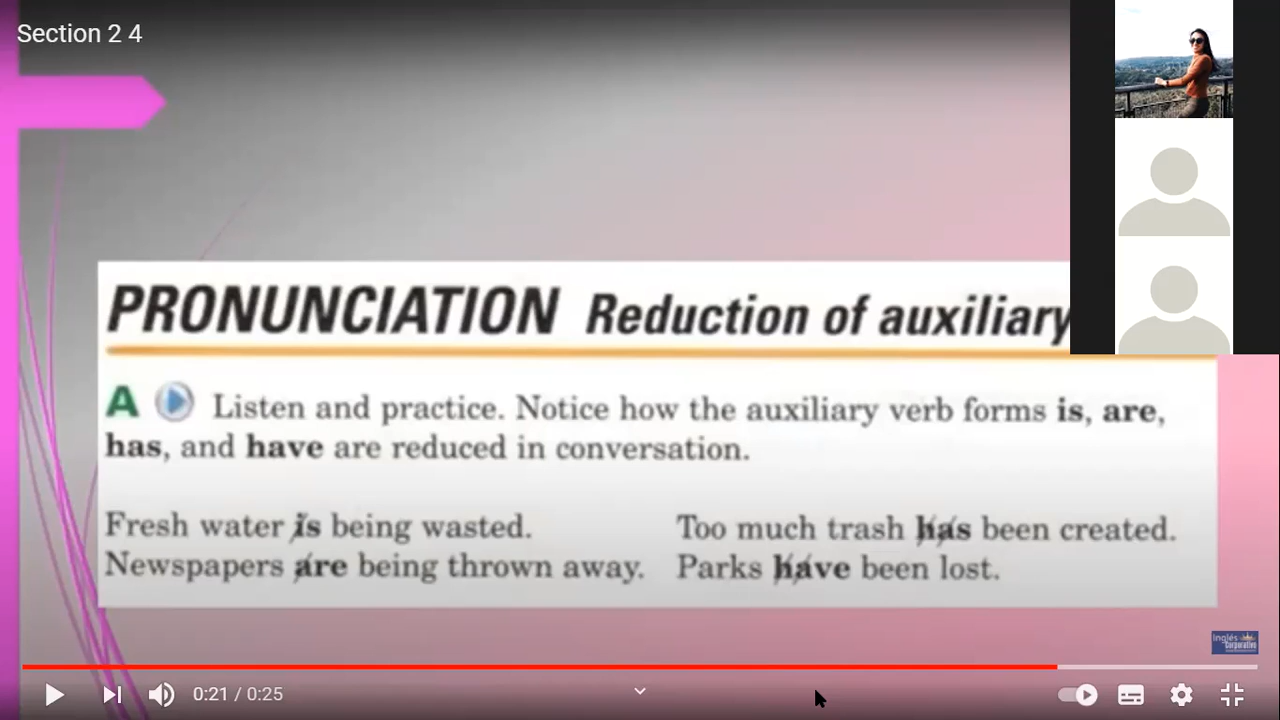 Section 2 4
PRONUNCIATION Reduction of auxiliary
A Listen and practice. Notice how the auxiliary verb forms is, are,
has, and have are reduced in conversation.
Fresh water is being wasted.
Newspapers are being thrown away.
Too much trash has been created.
Parks have been lost.
Inglés
Corporativo
0:21 / 0:25